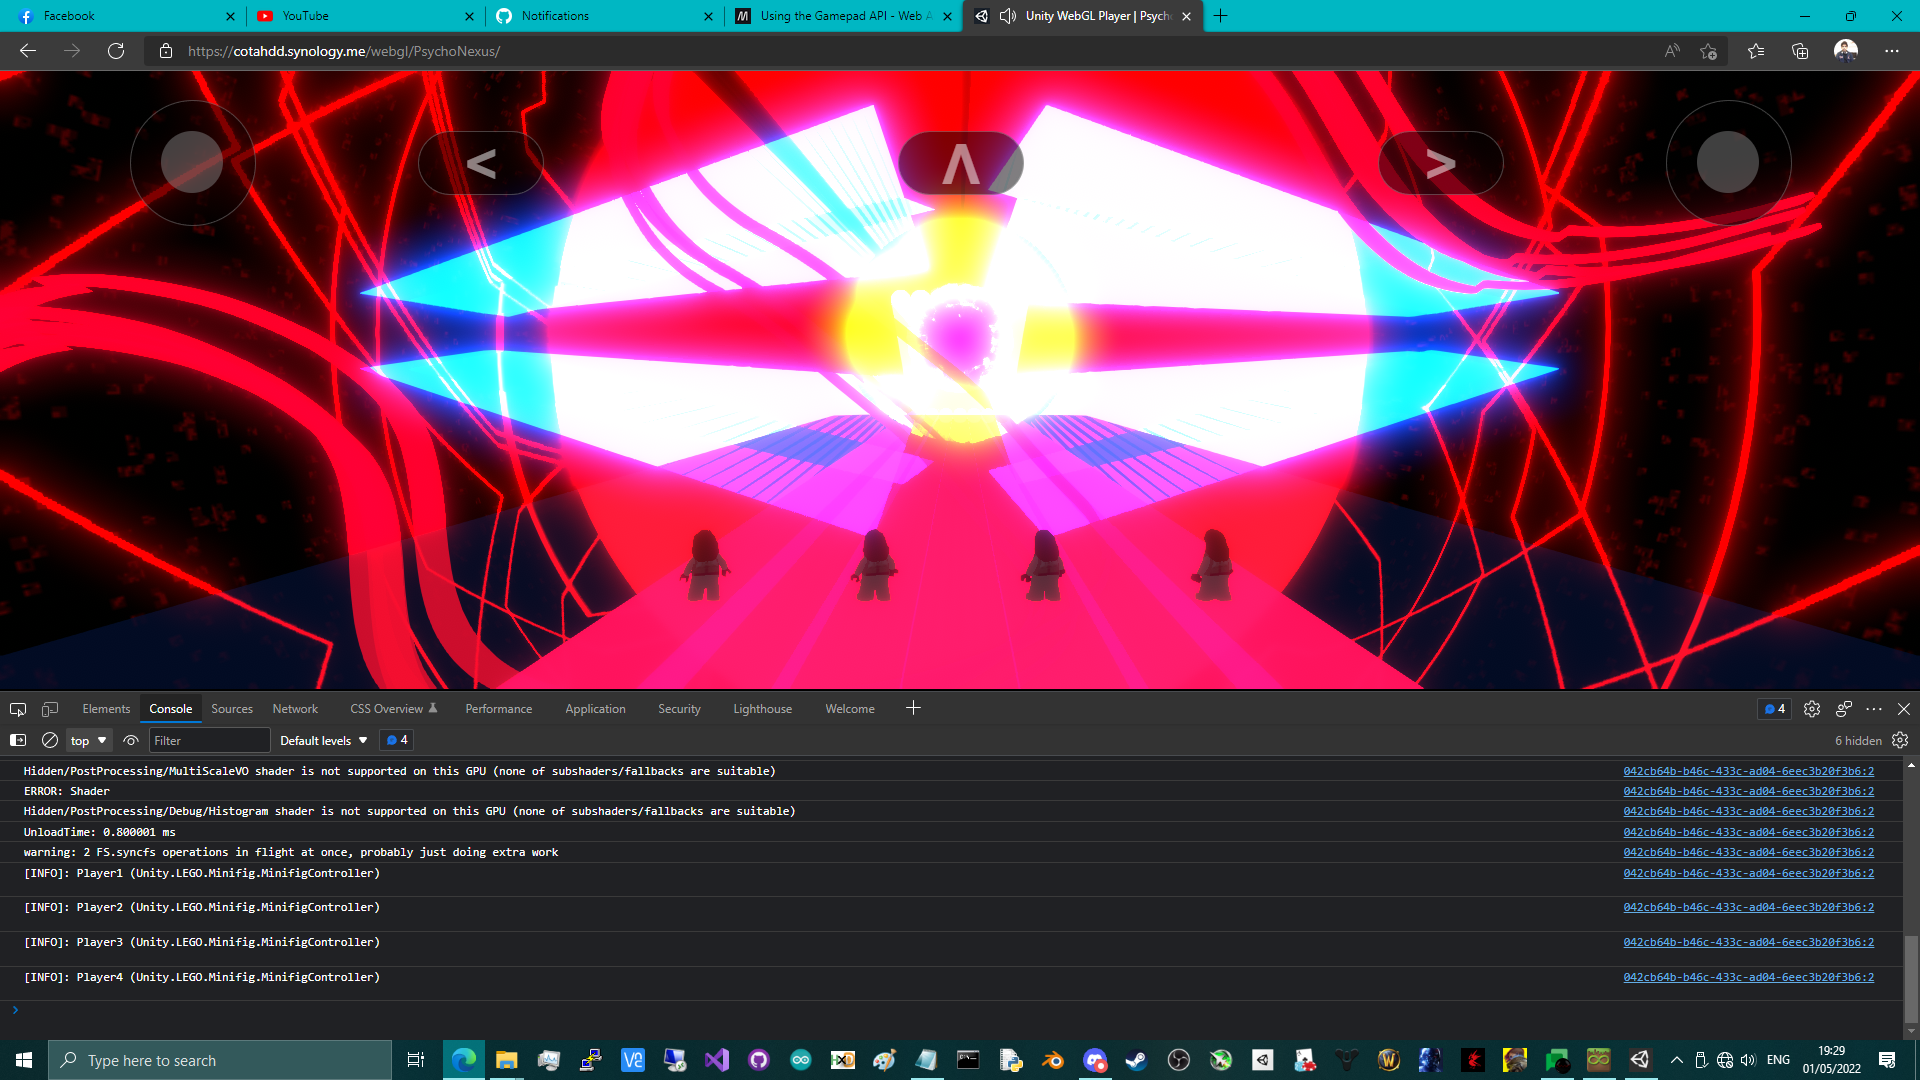 Facebook
YouTube
Notifications
Using the Gamepad API - Web A
Unity WebGL Player | Psycho
https://cotahdd.synology.me/webgl/PsychoNexus/
< Λ >
Elements Console Sources Network CSS Overview Performance Application Security Lighthouse Welcome 4
top Filter Default levels 4 6 hidden
Hidden/PostProcessing/MultiScaleVO shader is not supported on this GPU (none of subshaders/fallbacks are suitable) 042cb64b-b46c-433c-ad04-6eec3b20f3b6:2
ERROR: Shader 042cb64b-b46c-433c-ad04-6eec3b20f3b6:2
Hidden/PostProcessing/Debug/Histogram shader is not supported on this GPU (none of subshaders/fallbacks are suitable) 042cb64b-b46c-433c-ad04-6eec3b20f3b6:2
UnloadTime: 0.800001 ms 042cb64b-b46c-433c-ad04-6eec3b20f3b6:2
warning: 2 FS.syncfs operations in flight at once, probably just doing extra work 042cb64b-b46c-433c-ad04-6eec3b20f3b6:2
[INFO]: Player1 (Unity.LEGO.Minifig.MinifigController) 042cb64b-b46c-433c-ad04-6eec3b20f3b6:2
[INFO]: Player2 (Unity.LEGO.Minifig.MinifigController) 042cb64b-b46c-433c-ad04-6eec3b20f3b6:2
[INFO]: Player3 (Unity.LEGO.Minifig.MinifigController) 042cb64b-b46c-433c-ad04-6eec3b20f3b6:2
[INFO]: Player4 (Unity.LEGO.Minifig.MinifigController) 042cb64b-b46c-433c-ad04-6eec3b20f3b6:2
Type here to search
ENG
19:29
01/05/2022